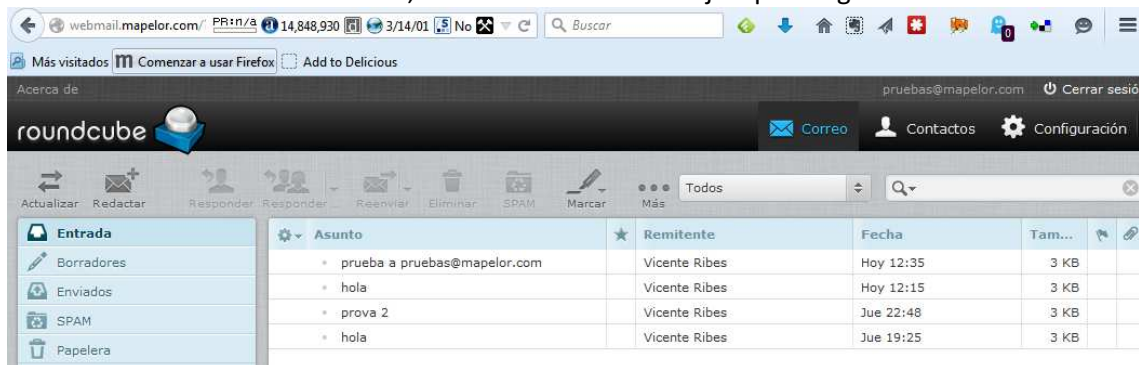 webmail.mapelor.com/ PR: n/a 14,848,930 3/14/01 No Buscar 0
Más visitados Comenzar a usar Firefox Add to Delicious
Acerca de pruebas@mapelor.com Cerrar sesió
roundcube Correo Contactos Configuración
Todos
Actualizar Redactar Responder Responder ... Reenviar Eliminar SPAM Marcar Más
Entrada Asunto Remitente Fecha Tam...
Borradores prueba a pruebas@mapelor.com Vicente Ribes Hoy 12:35 3 KB
Enviados hola Vicente Ribes Hoy 12:15 3 KB
SPAM prova 2 Vicente Ribes Jue 22:48 3 KB
Papelera hola Vicente Ribes Jue 19:25 3 KB